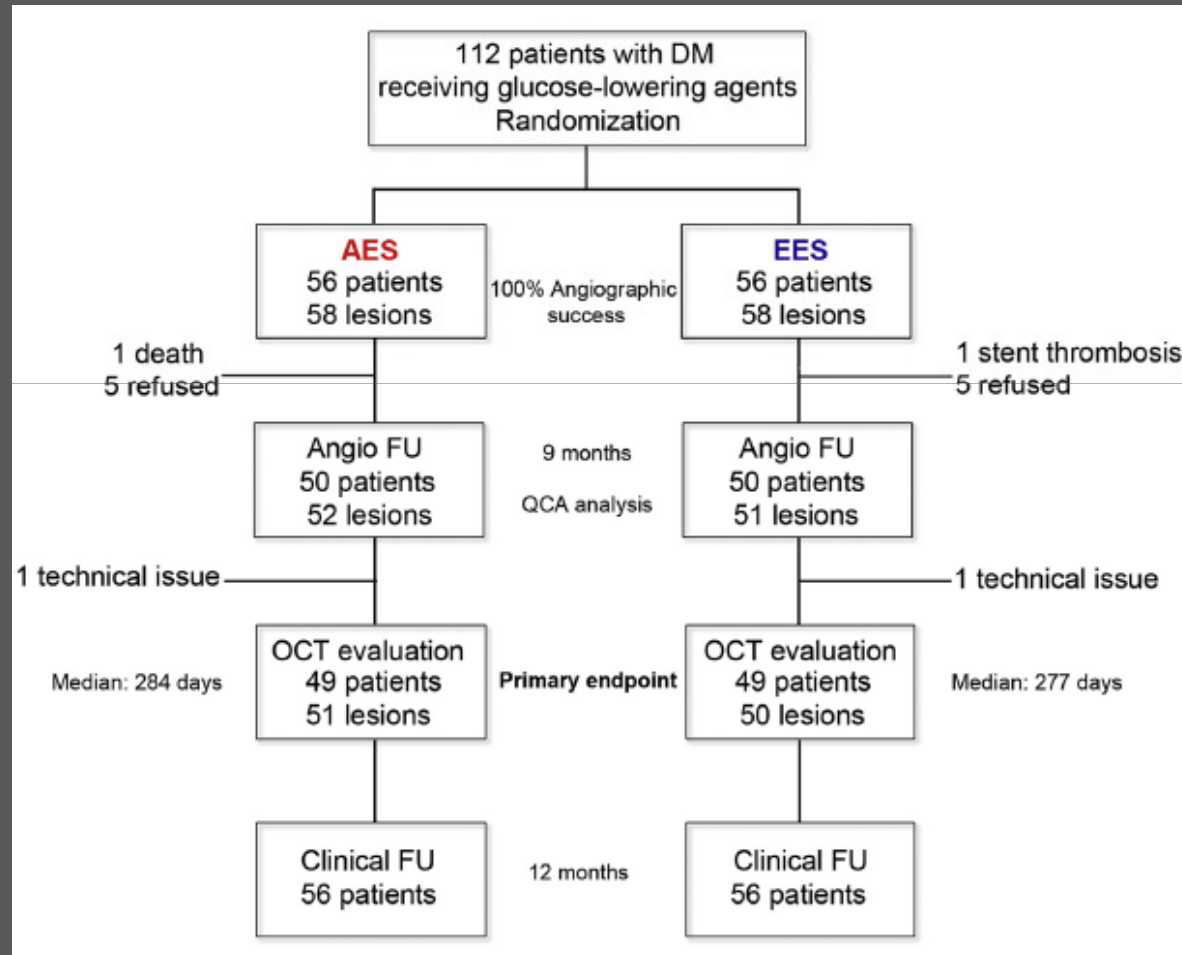 112 patients with DM
receiving glucose-lowering agents
Randomization
AES
56 patients
58 lesions
100% Angiographic
success
EES
56 patients
58 lesions
1 death
5 refused
1 stent thrombosis
5 refused
Angio FU
50 patients
52 lesions
9 months
QCA analysis
Angio FU
50 patients
51 lesions
1 technical issue
1 technical issue
Median: 284 days
OCT evaluation
49 patients
51 lesions
Primary endpoint
OCT evaluation
49 patients
50 lesions
Median: 277 days
Clinical FU
56 patients
12 months
Clinical FU
56 patients